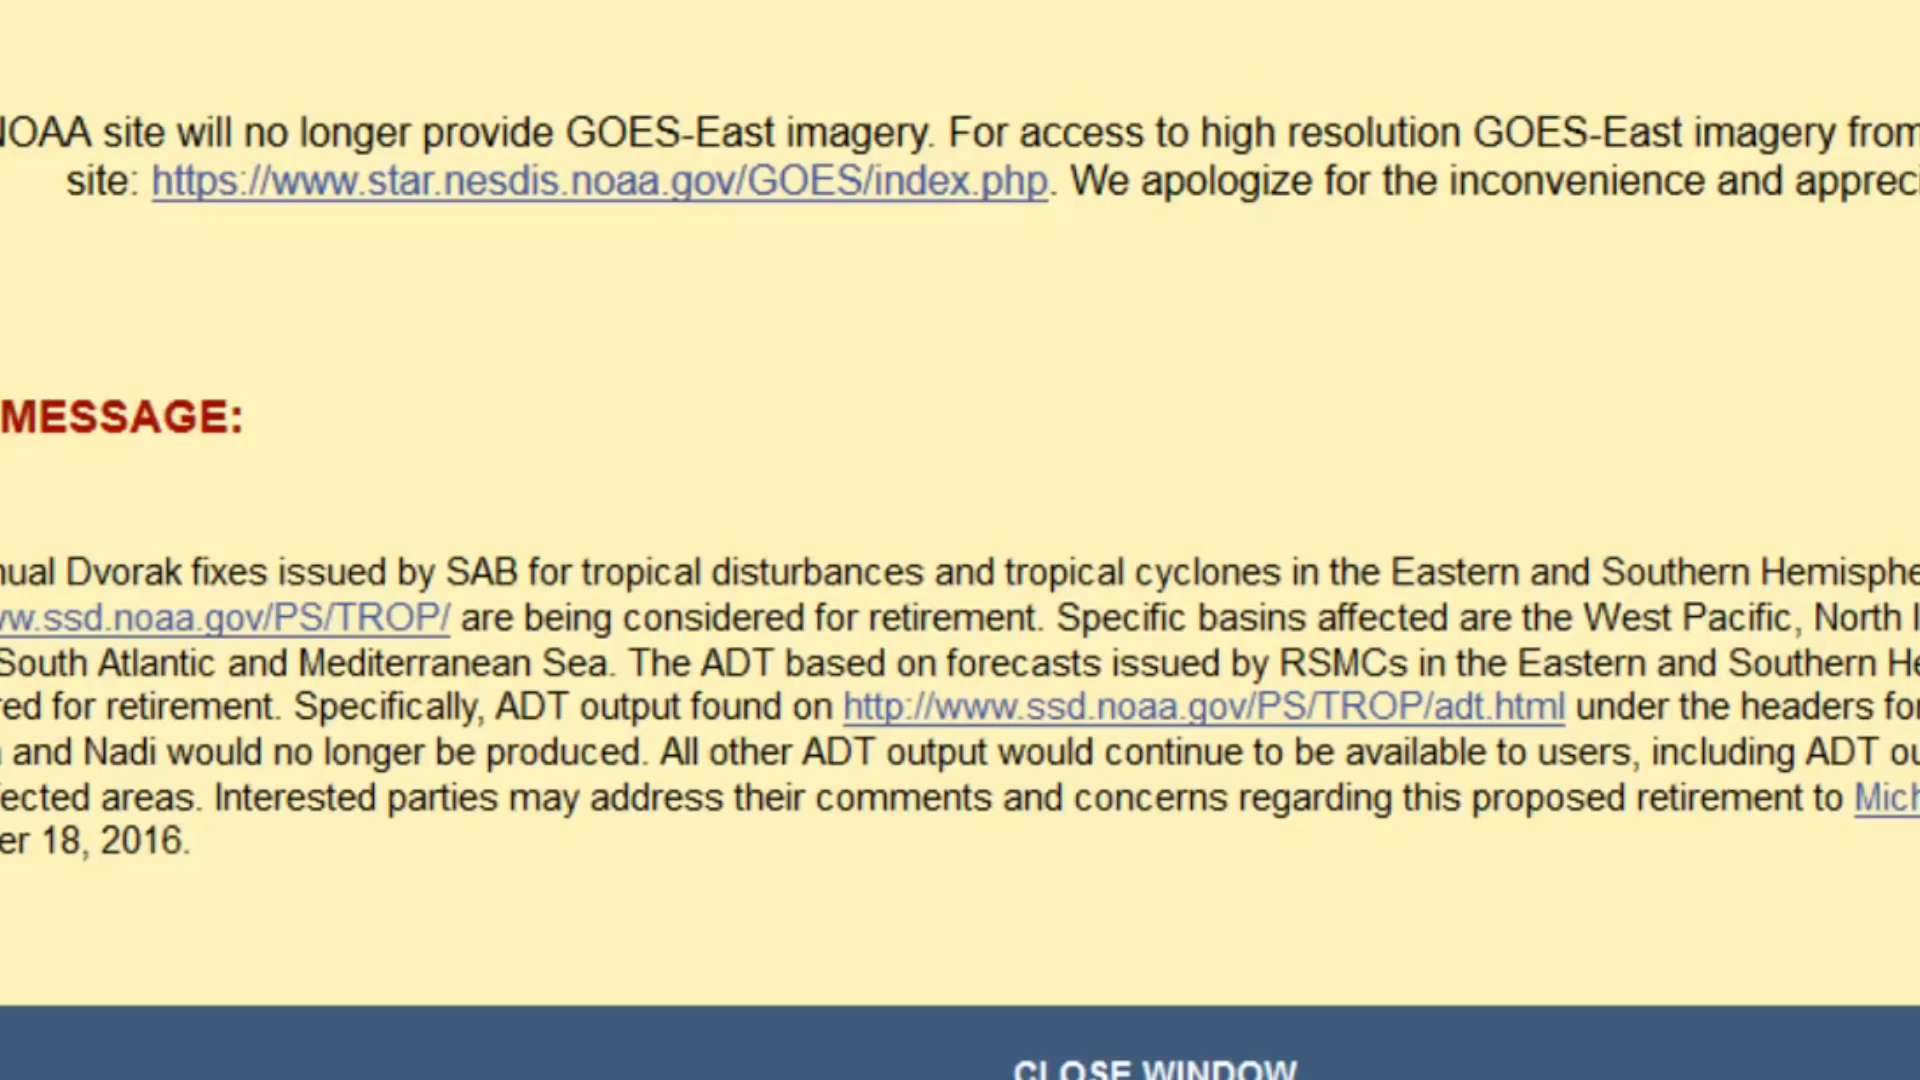 NOAA site will no longer provide GOES-East imagery. For access to high resolution GOES-East imagery from
site: https://www.star.nesdis.noaa.gov/GOES/index.php. We apologize for the inconvenience and appreci
MESSAGE:
nual Dvorak fixes issued by SAB for tropical disturbances and tropical cyclones in the Eastern and Southern Hemisphe
ww.ssd.noaa.gov/PS/TROP/ are being considered for retirement. Specific basins affected are the West Pacific, North I
South Atlantic and Mediterranean Sea. The ADT based on forecasts issued by RSMCs in the Eastern and Southern He
red for retirement. Specifically, ADT output found on http://www.ssd.noaa.gov/PS/TROP/adt.html under the headers for
and Nadi would no longer be produced. All other ADT output would continue to be available to users, including ADT ou
fected areas. Interested parties may address their comments and concerns regarding this proposed retirement to Mich
er 18, 2016.
CLOSE WINDOW